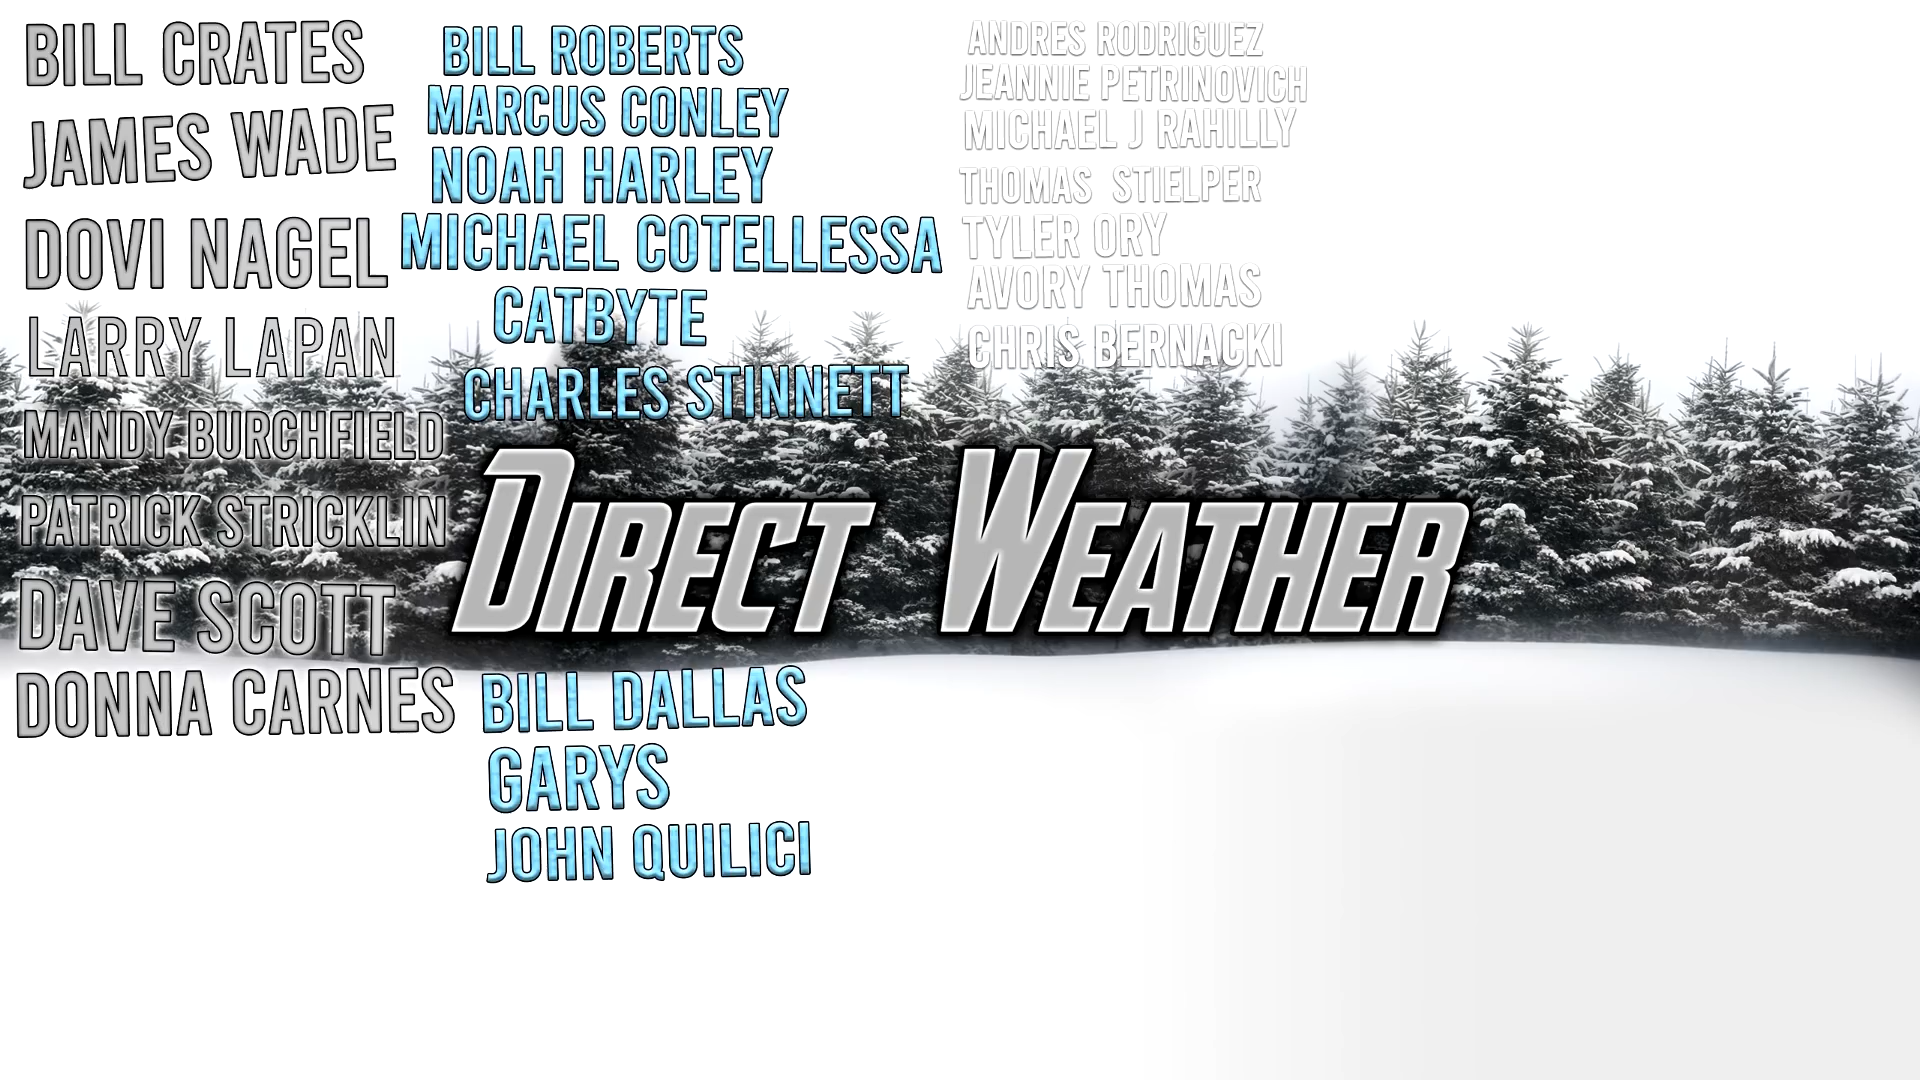 BILL CRATES
JAMES WADE
DOVI NAGEL
LARRY LAPAN
MANDY BURCHFIELD
PATRICK STRICKLIN
DAVE SCOTT
DONNA CARNES
BILL ROBERTS
MARCUS CONLEY
NOAH HARLEY
MICHAEL COTELLESSA
CATBYTE
CHARLES STINNETT
DIRECT WEATHER
BILL DALLAS
GARYS
JOHN QUILICI
ANDRES RODRIGUEZ
JEANNIE PETRINOVICH
MICHAEL J RAHILLY
THOMAS STIELPER
TYLER ORY
AVORY THOMAS
CHRIS BERNACKI